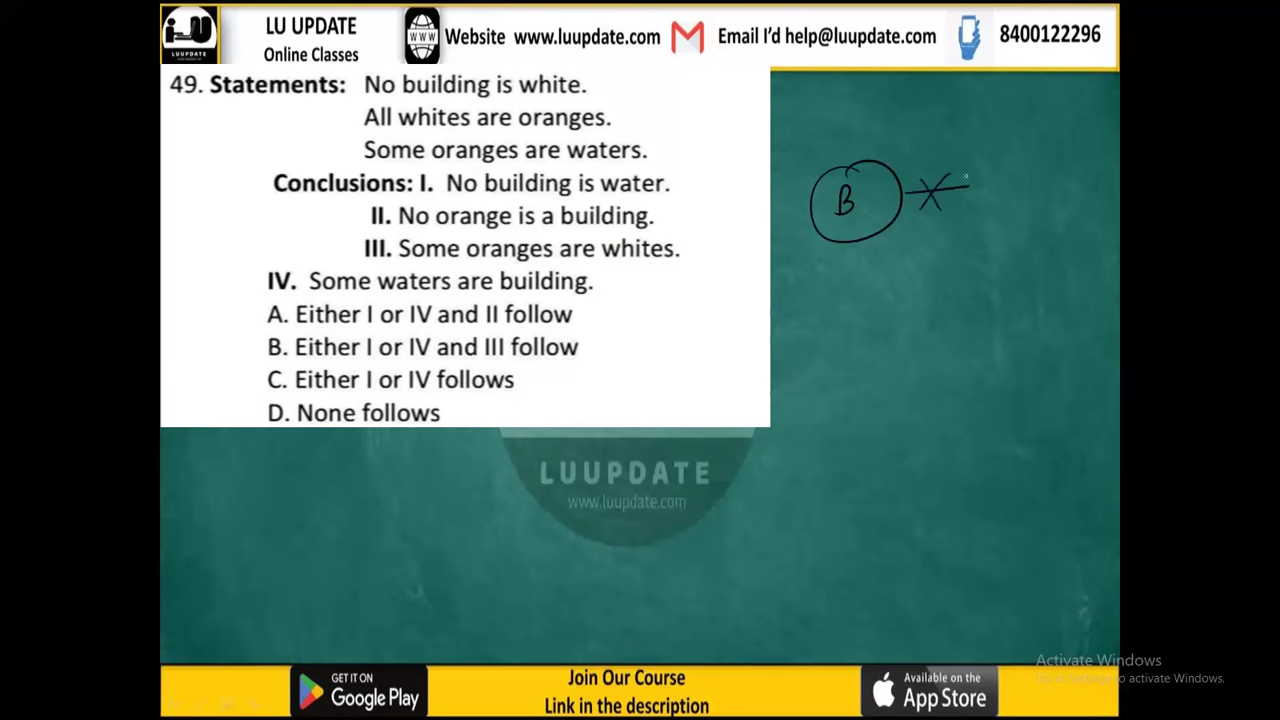 LU UPDATE
Online Classes
WWW
Website www.luupdate.com
Email I'd help@luupdate.com
8400122296
LUUPDATE
49. Statements: No building is white.
All whites are oranges.
Some oranges are waters.
Conclusions: I. No building is water.
II. No orange is a building.
III. Some oranges are whites.
IV. Some waters are building.
A. Either I or IV and II follow
B. Either I or IV and III follow
C. Either I or IV follows
D. None follows
B
LUUPDATE
www.luupdate.com
Activate Windows
to activate Windows.
GET IT ON
Google Play
Join Our Course
Link in the description
Available on the
App Store